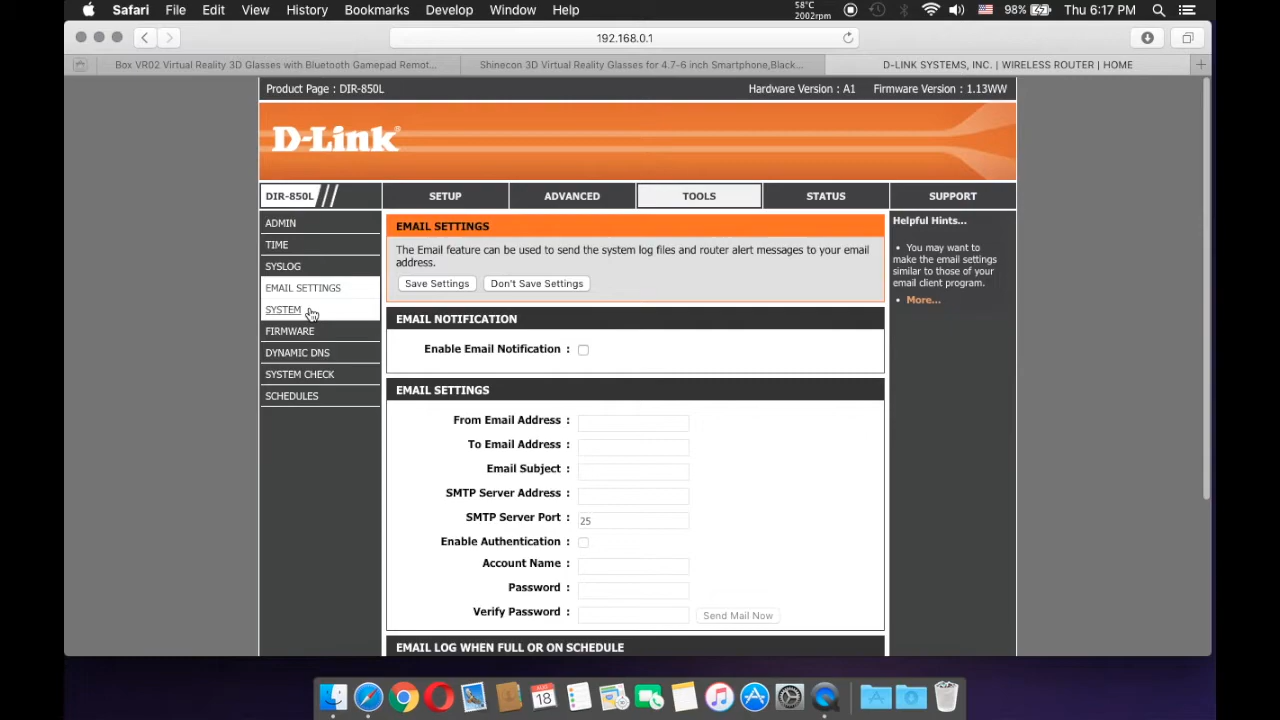 Safari File Edit View History Bookmarks Develop Window Help 58°C 2002rpm 98% Thu 6:17 PM
192.168.0.1
Box VR02 Virtual Reality 3D Glasses with Bluetooth Gamepad Remot... Shinecon 3D Virtual Reality Glasses for 4.7-6 inch Smartphone,Black... D-LINK SYSTEMS, INC. | WIRELESS ROUTER | HOME
Product Page : DIR-850L Hardware Version : A1 Firmware Version : 1.13WW
D-Link®
DIR-850L SETUP ADVANCED TOOLS STATUS SUPPORT
ADMIN
TIME
SYSLOG
EMAIL SETTINGS
SYSTEM
FIRMWARE
DYNAMIC DNS
SYSTEM CHECK
SCHEDULES
EMAIL SETTINGS
The Email feature can be used to send the system log files and router alert messages to your email
address.
Save Settings Don't Save Settings
EMAIL NOTIFICATION
Enable Email Notification :
EMAIL SETTINGS
From Email Address :
To Email Address :
Email Subject :
SMTP Server Address :
SMTP Server Port : 25
Enable Authentication :
Account Name :
Password :
Verify Password : Send Mail Now
EMAIL LOG WHEN FULL OR ON SCHEDULE
Helpful Hints...
• You may want to
make the email settings
similar to those of your
email client program.
• More...
AUG
18